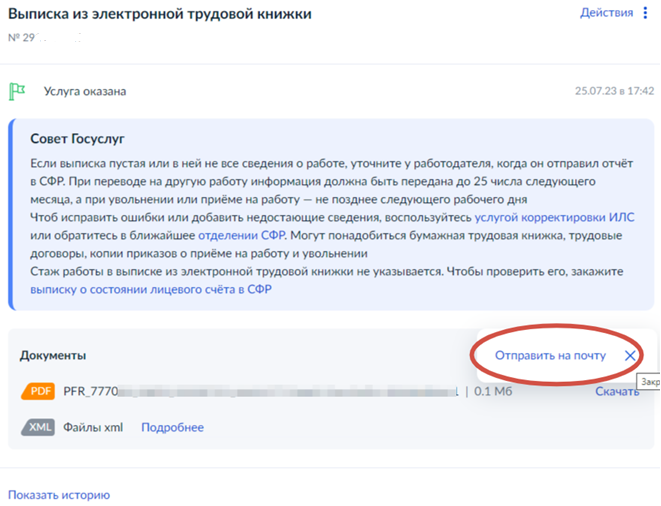 Выписка из электронной трудовой книжки
Действия
№ 29
Услуга оказана
25.07.23 в 17:42
Совет Госуслуг
Если выписка пустая или в ней не все сведения о работе, уточните у работодателя, когда он отправил отчёт
в СФР. При переводе на другую работу информация должна быть передана до 25 числа следующего
месяца, а при увольнении или приёме на работу — не позднее следующего рабочего дня
Чтоб исправить ошибки или добавить недостающие сведения, воспользуйтесь услугой корректировки ИЛС
или обратитесь в ближайшее отделении СФР. Могут понадобиться бумажная трудовая книжка, трудовые
договоры, копии приказов о приёме на работу и увольнении
Стаж работы в выписке из электронной трудовой книжки не указывается. Чтобы проверить его, закажите
выписку о состоянии лицевого счёта в СФР
Документы
Отправить на почту
Закр
PDF PFR_7770 | 0.1 Мб Скачать
XML Файлы xml Подробнее
Показать историю